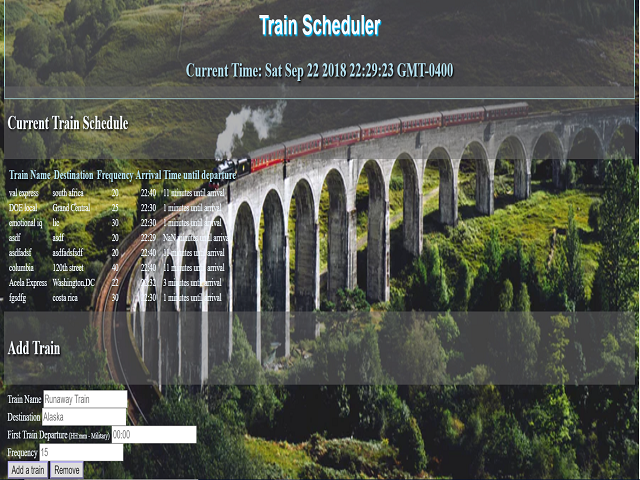 Train Scheduler
Current Time: Sat Sep 22 2018 22:29:23 GMT-0400
Current Train Schedule
Train Name Destination Frequency Arrival Time until departure
val express south africa 20 22:40 11 minutes until arrival
DOE local Grand Central 25 22:30 1 minutes until arrival
emotional iq lic 30 22:30 1 minutes until arrival
asdf asdf 20 22:29 NaN minutes until arrival
asdfadsf asdfadsfadf 20 22:40 11 minutes until arrival
columbia 120th street 40 22:40 11 minutes until arrival
Acela Express Washington,DC 22 22:32 3 minutes until arrival
fgsdfg costa rica 30 22:30 1 minutes until arrival
Add Train
Train Name Runaway Train
Destination Alaska
First Train Departure (HH:mm - Military) 00:00
Frequency 15
Add a train Remove